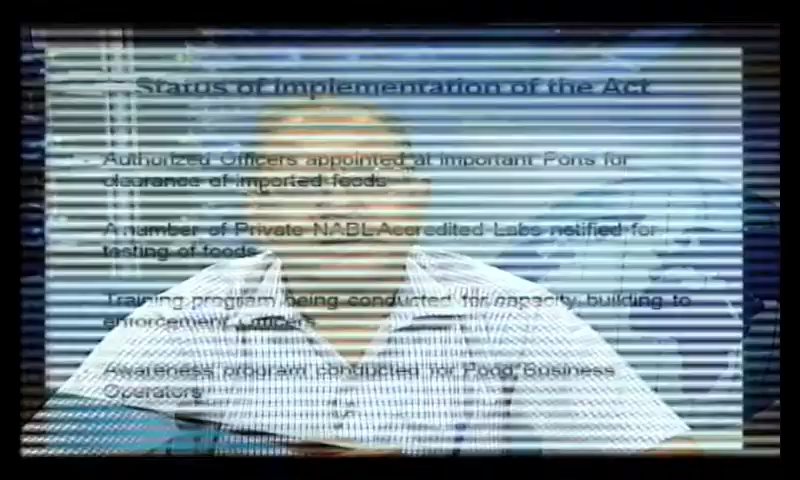 Status of Implementation of the Act
- Authorized Officers appointed at important Ports for
clearance of imported foods
- A number of Private NABL Accredited Labs notified for
testing of foods
- Training program being conducted for capacity building to
enforcement Officers
- Awareness program conducted for Food Business
Operators